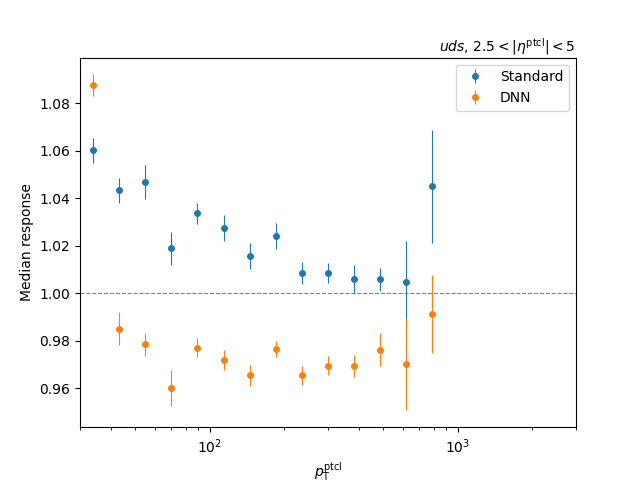 uds, 2.5 < |η^ptcl| < 5
Standard
DNN
Median response
1.08
1.06
1.04
1.02
1.00
0.98
0.96
10^2
10^3
p_T^ptcl